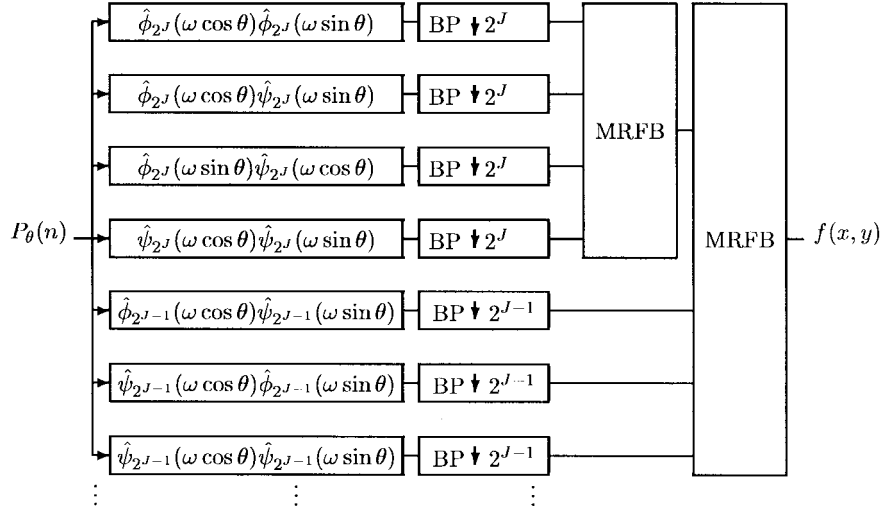 φ̂_{2^J}(ω cos θ)φ̂_{2^J}(ω sin θ) BP ↓ 2^J
φ̂_{2^J}(ω cos θ)ψ̂_{2^J}(ω sin θ) BP ↓ 2^J
MRFB
φ̂_{2^J}(ω sin θ)ψ̂_{2^J}(ω cos θ) BP ↓ 2^J
P_θ(n) ψ̂_{2^J}(ω cos θ)ψ̂_{2^J}(ω sin θ) BP ↓ 2^J MRFB f(x, y)
φ̂_{2^{J−1}}(ω cos θ)ψ̂_{2^{J−1}}(ω sin θ) BP ↓ 2^{J−1}
ψ̂_{2^{J−1}}(ω cos θ)φ̂_{2^{J−1}}(ω sin θ) BP ↓ 2^{J−1}
ψ̂_{2^{J−1}}(ω cos θ)ψ̂_{2^{J−1}}(ω sin θ) BP ↓ 2^{J−1}
⋮ ⋮ ⋮